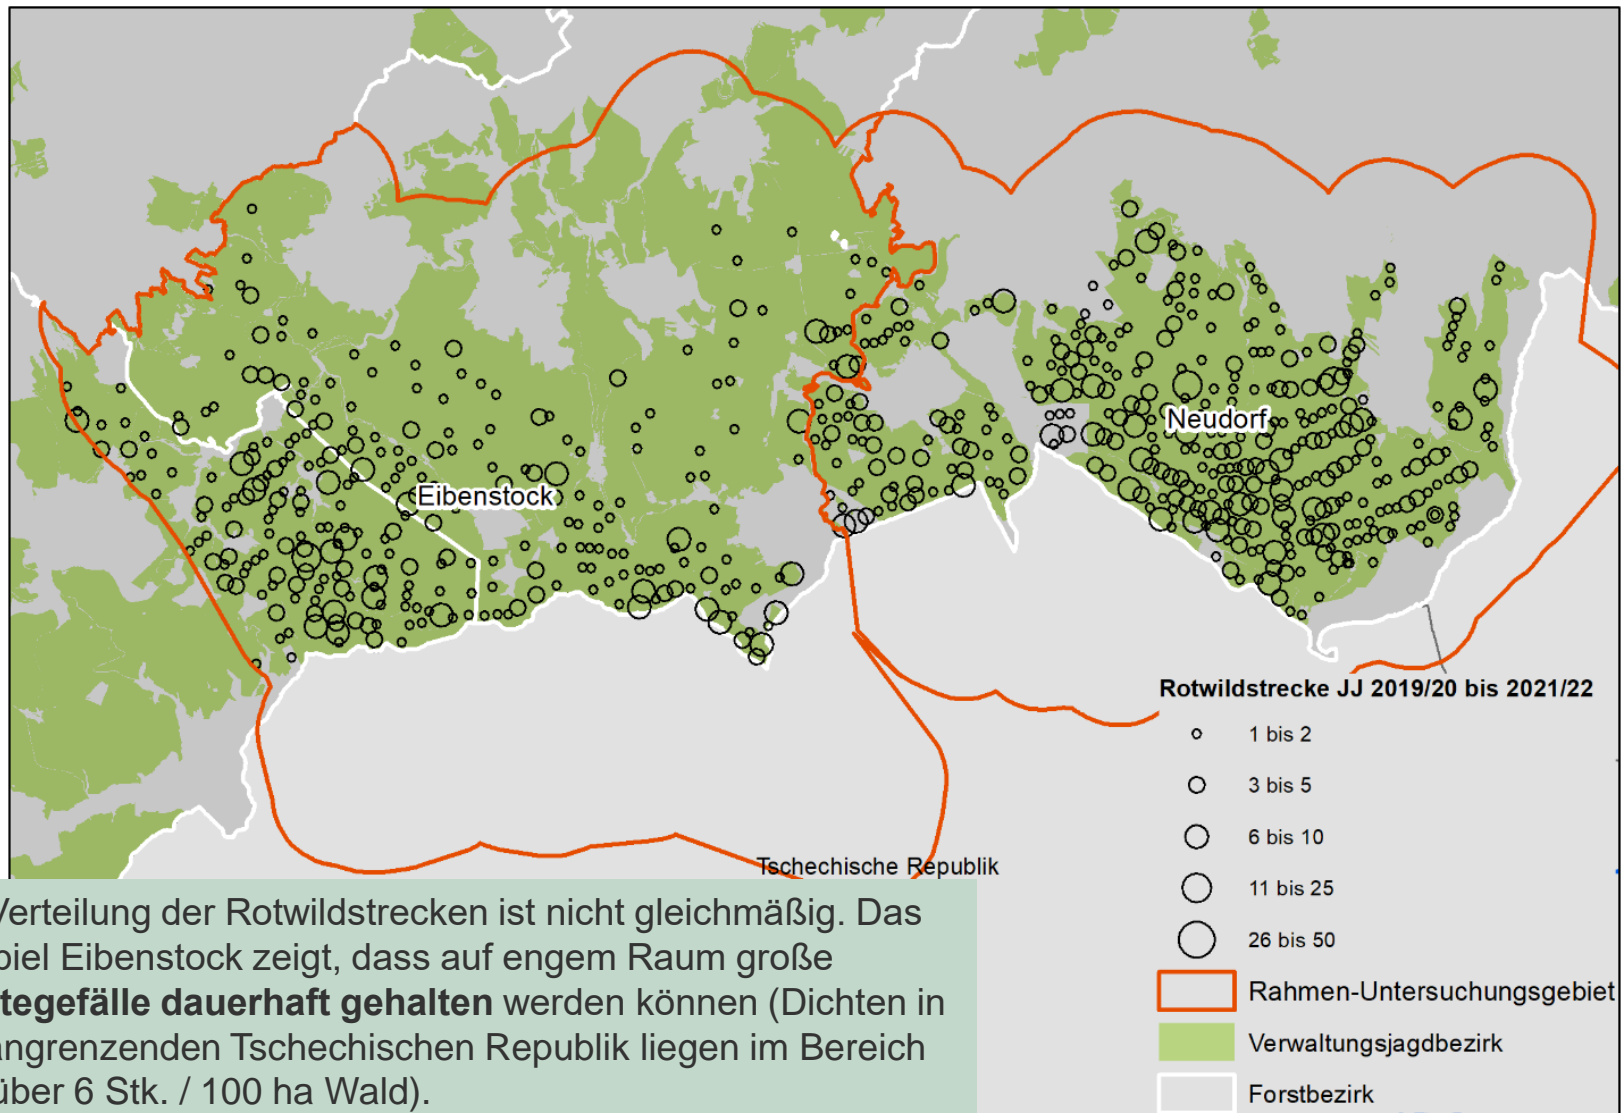 Neudorf
Eibenstock
Rotwildstrecke JJ 2019/20 bis 2021/22
1 bis 2
3 bis 5
6 bis 10
11 bis 25
26 bis 50
Rahmen-Untersuchungsgebiet
Verwaltungsjagdbezirk
Forstbezirk
Tschechische Republik
Verteilung der Rotwildstrecken ist nicht gleichmäßig. Das
piel Eibenstock zeigt, dass auf engem Raum große
tegefälle dauerhaft gehalten werden können (Dichten in
angrenzenden Tschechischen Republik liegen im Bereich
über 6 Stk. / 100 ha Wald).